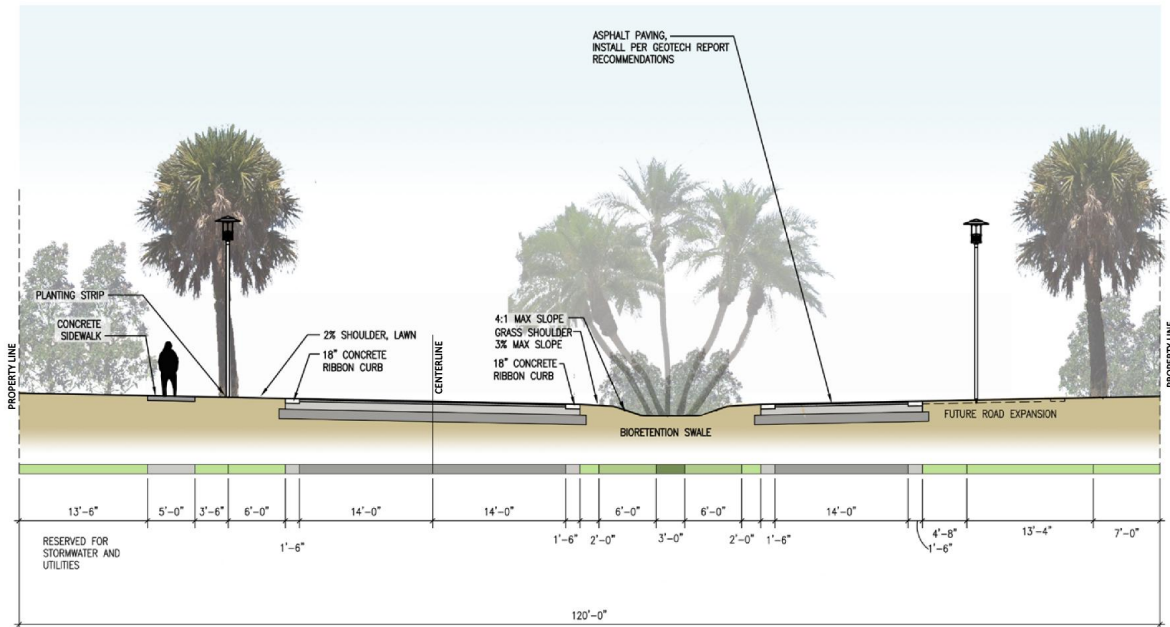 ASPHALT PAVING,
INSTALL PER GEOTECH REPORT
RECOMMENDATIONS
PLANTING STRIP
CONCRETE
SIDEWALK
2% SHOULDER, LAWN
18" CONCRETE
RIBBON CURB
CENTERLINE
4:1 MAX SLOPE
GRASS SHOULDER
3% MAX SLOPE
18" CONCRETE
RIBBON CURB
PROPERTY LINE
PROPERTY LINE
BIORETENTION SWALE
FUTURE ROAD EXPANSION
13'-6" 5'-0" 3'-6" 6'-0" 14'-0" 14'-0" 6'-0" 6'-0" 14'-0" 4'-8" 13'-4" 7'-0"
1'-6" 1'-6" 2'-0" 3'-0" 2'-0" 1'-6" 1'-6"
RESERVED FOR
STORMWATER AND
UTILITIES
120'-0"